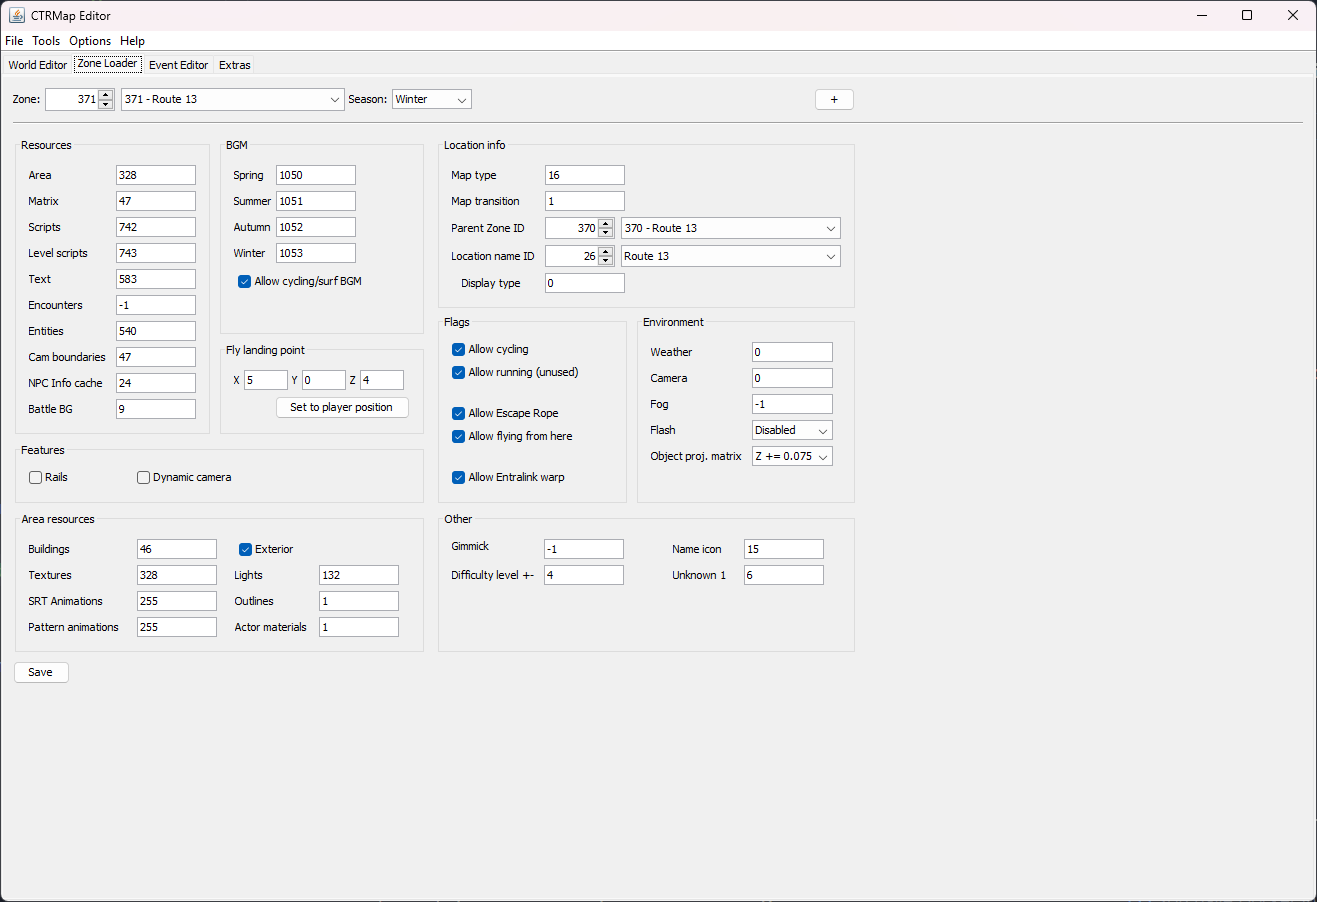 CTRMap Editor
File Tools Options Help
World Editor Zone Loader Event Editor Extras
Zone: 371 371 - Route 13 Season: Winter +
Resources
Area 328
Matrix 47
Scripts 742
Level scripts 743
Text 583
Encounters -1
Entities 540
Cam boundaries 47
NPC Info cache 24
Battle BG 9
BGM
Spring 1050
Summer 1051
Autumn 1052
Winter 1053
Allow cycling/surf BGM
Fly landing point
X 5 Y 0 Z 4
Set to player position
Location info
Map type 16
Map transition 1
Parent Zone ID 370 370 - Route 13
Location name ID 26 Route 13
Display type 0
Flags
Allow cycling
Allow running (unused)
Allow Escape Rope
Allow flying from here
Allow Entralink warp
Environment
Weather 0
Camera 0
Fog -1
Flash Disabled
Object proj. matrix Z += 0.075
Features
Rails Dynamic camera
Area resources
Buildings 46 Exterior
Textures 328 Lights 132
SRT Animations 255 Outlines 1
Pattern animations 255 Actor materials 1
Other
Gimmick -1 Name icon 15
Difficulty level +- 4 Unknown 1 6
Save